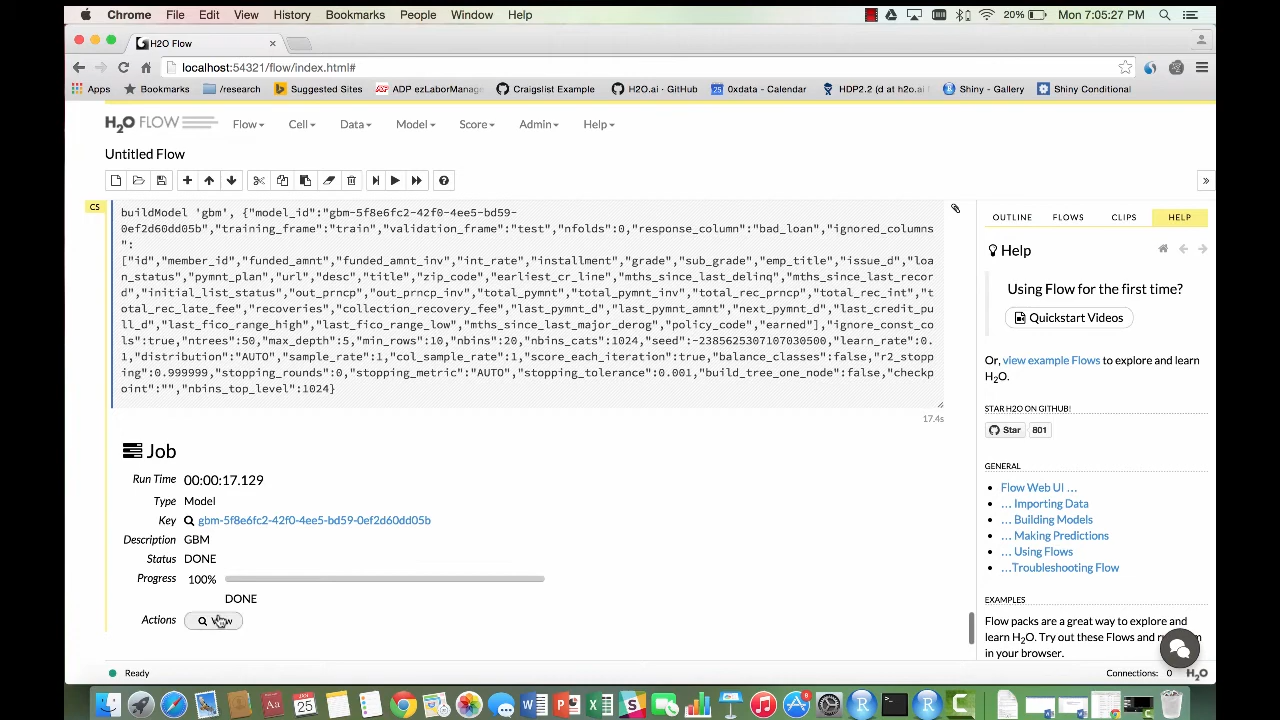 Chrome File Edit View History Bookmarks People Window Help 20% Mon 7:05:27 PM
H2O Flow
localhost:54321/flow/index.html#
Apps Bookmarks /research Suggested Sites ADP ezLaborManag Craigslist Example H2O.ai · GitHub 0xdata - Calendar HDP2.2 (d at h2o.ai Shiny - Gallery Shiny Conditional
H2O FLOW Flow Cell Data Model Score Admin Help
Untitled Flow
CS
buildModel 'gbm', {"model_id":"gbm-5f8e6fc2-42f0-4ee5-bd59-
0ef2d60dd05b","training_frame":"train","validation_frame":"test","nfolds":0,"response_column":"bad_loan","ignored_columns
":
["id","member_id","funded_amnt","funded_amnt_inv","int_rate","installment","grade","sub_grade","emp_title","issue_d","loa
n_status","pymnt_plan","url","desc","title","zip_code","earliest_cr_line","mths_since_last_delinq","mths_since_last_recor
d","initial_list_status","out_prncp","out_prncp_inv","total_pymnt","total_pymnt_inv","total_rec_prncp","total_rec_int","t
otal_rec_late_fee","recoveries","collection_recovery_fee","last_pymnt_d","last_pymnt_amnt","next_pymnt_d","last_credit_pu
ll_d","last_fico_range_high","last_fico_range_low","mths_since_last_major_derog","policy_code","earned"],"ignore_const_co
ls":true,"ntrees":50,"max_depth":5,"min_rows":10,"nbins":20,"nbins_cats":1024,"seed":-2385625307107030500,"learn_rate":0.
1,"distribution":"AUTO","sample_rate":1,"col_sample_rate":1,"score_each_iteration":true,"balance_classes":false,"r2_stopp
ing":0.999999,"stopping_rounds":0,"stopping_metric":"AUTO","stopping_tolerance":0.001,"build_tree_one_node":false,"checkp
oint":"","nbins_top_level":1024}
17.4s
Job
Run Time 00:00:17.129
Type Model
Key gbm-5f8e6fc2-42f0-4ee5-bd59-0ef2d60dd05b
Description GBM
Status DONE
Progress 100%
DONE
Actions View
OUTLINE FLOWS CLIPS HELP
Help
Using Flow for the first time?
Quickstart Videos
Or, view example Flows to explore and learn
H2O.
STAR H2O ON GITHUB!
Star 801
GENERAL
Flow Web UI ...
... Importing Data
... Building Models
... Making Predictions
... Using Flows
...Troubleshooting Flow
EXAMPLES
Flow packs are a great way to explore and
learn H2O. Try out these Flows and
in your browser.
Ready Connections: 0 H2O
JAN
25